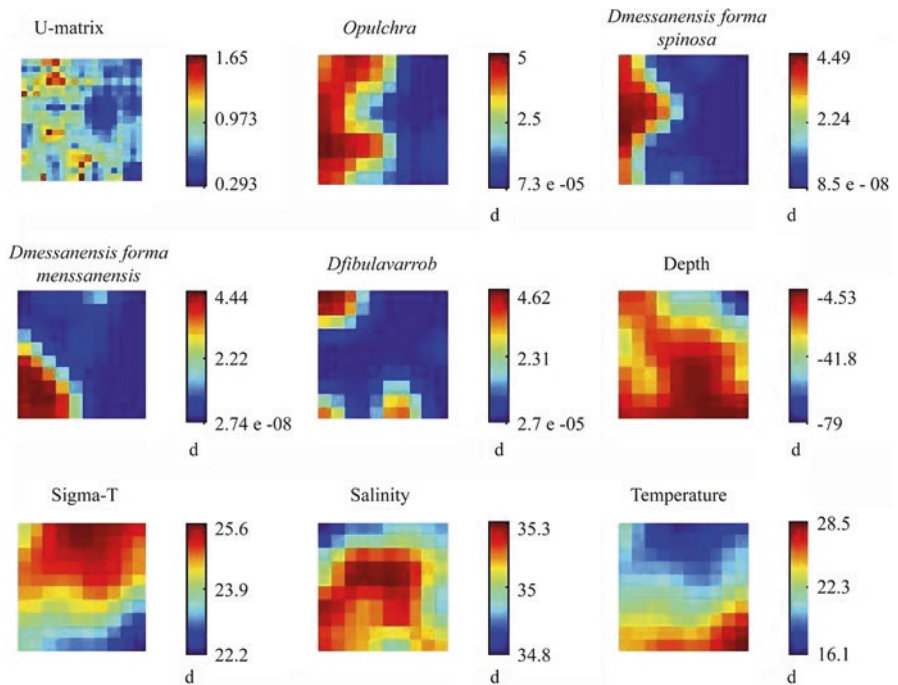 U-matrix
1.65
0.973
0.293
Opulchra
5
2.5
7.3 e -05
d
Dmessanensis forma
spinosa
4.49
2.24
8.5 e - 08
d
Dmessanensis forma
menssanensis
4.44
2.22
2.74 e -08
d
Dfibulavarrob
4.62
2.31
2.7 e -05
d
Depth
-4.53
-41.8
-79
d
Sigma-T
25.6
23.9
22.2
d
Salinity
35.3
35
34.8
d
Temperature
28.5
22.3
16.1
d